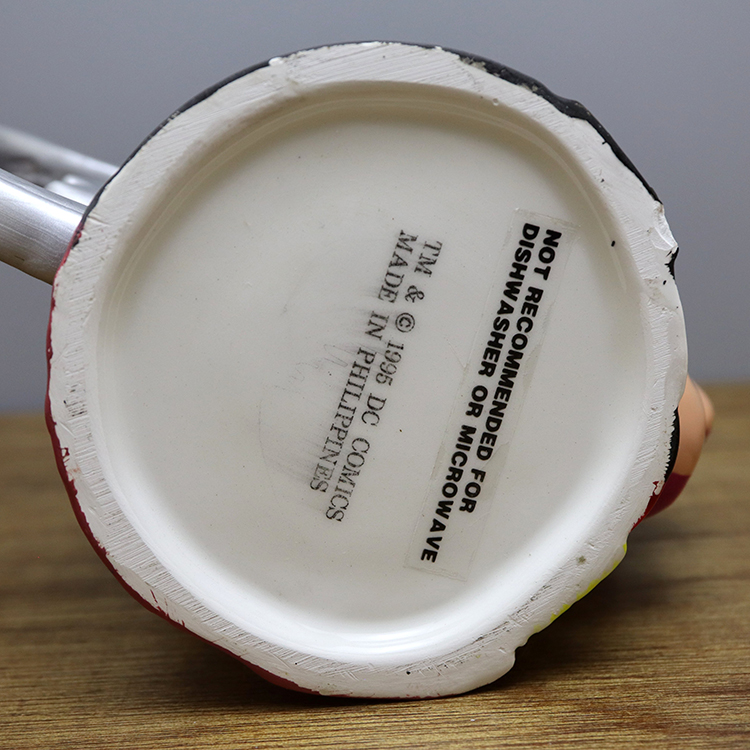 TM & © 1995 DC COMICS
MADE IN PHILIPPINES
NOT RECOMMENDED FOR
DISHWASHER OR MICROWAVE